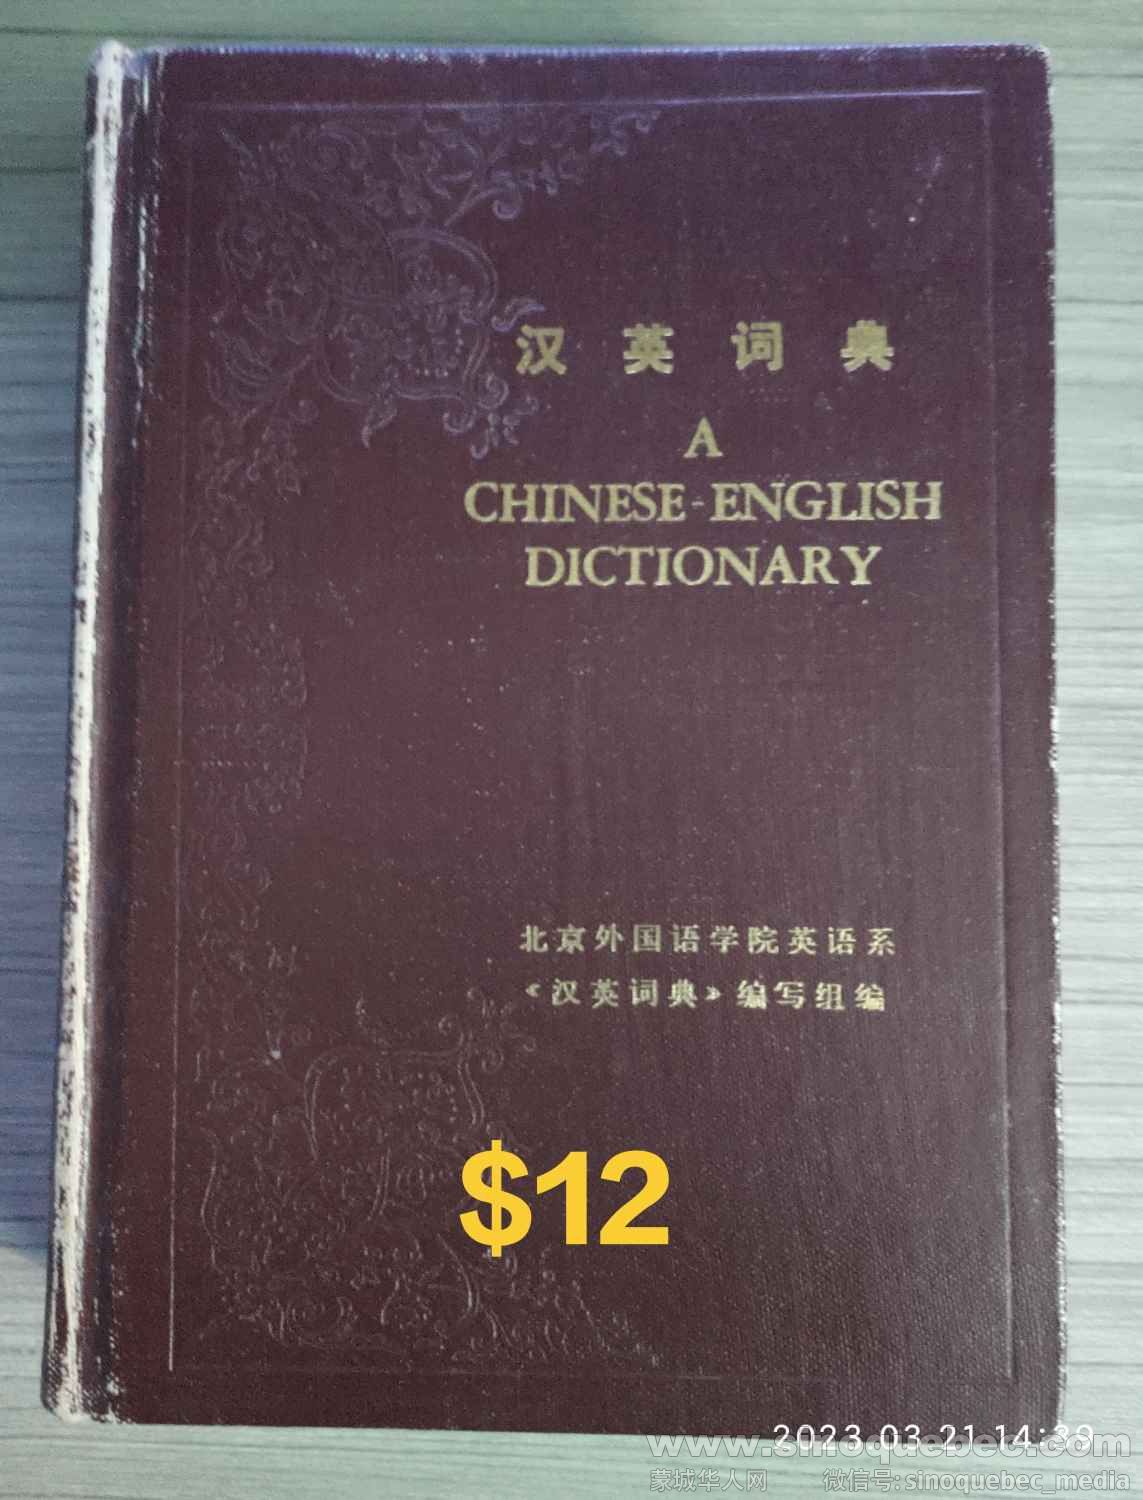 汉英词典
A
CHINESE-ENGLISH
DICTIONARY
北京外国语学院英语系
《汉英词典》编写组编
$12
2023.03.21 14:39
www.sinoquebec.com
蒙城华人网 微信号: sinoquebec_media